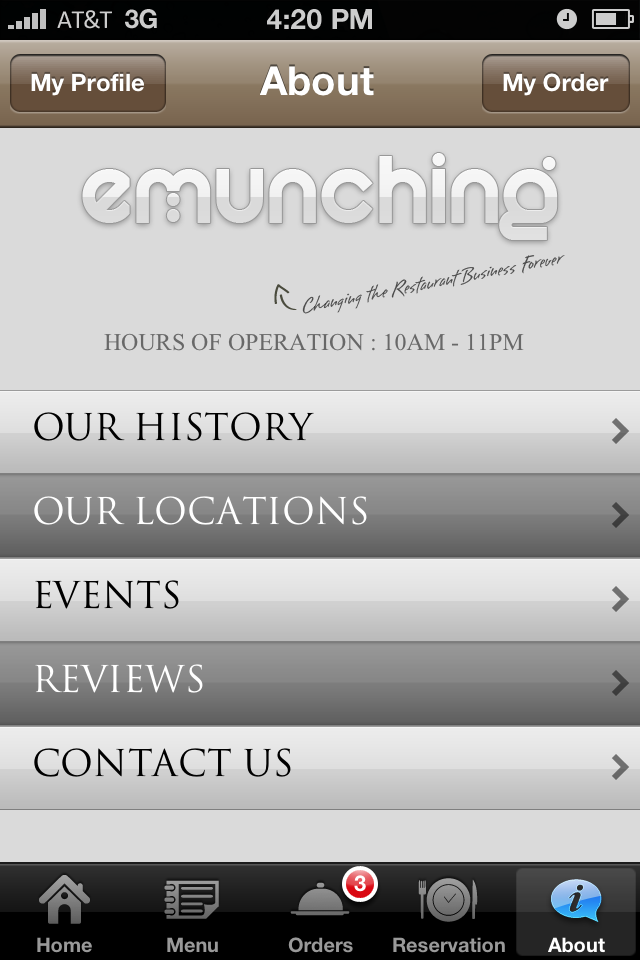 AT&T 3G 4:20 PM
My Profile About My Order
emunching
Changing the Restaurant Business Forever
HOURS OF OPERATION : 10AM - 11PM
OUR HISTORY
OUR LOCATIONS
EVENTS
REVIEWS
CONTACT US
3
i
Home Menu Orders Reservation About